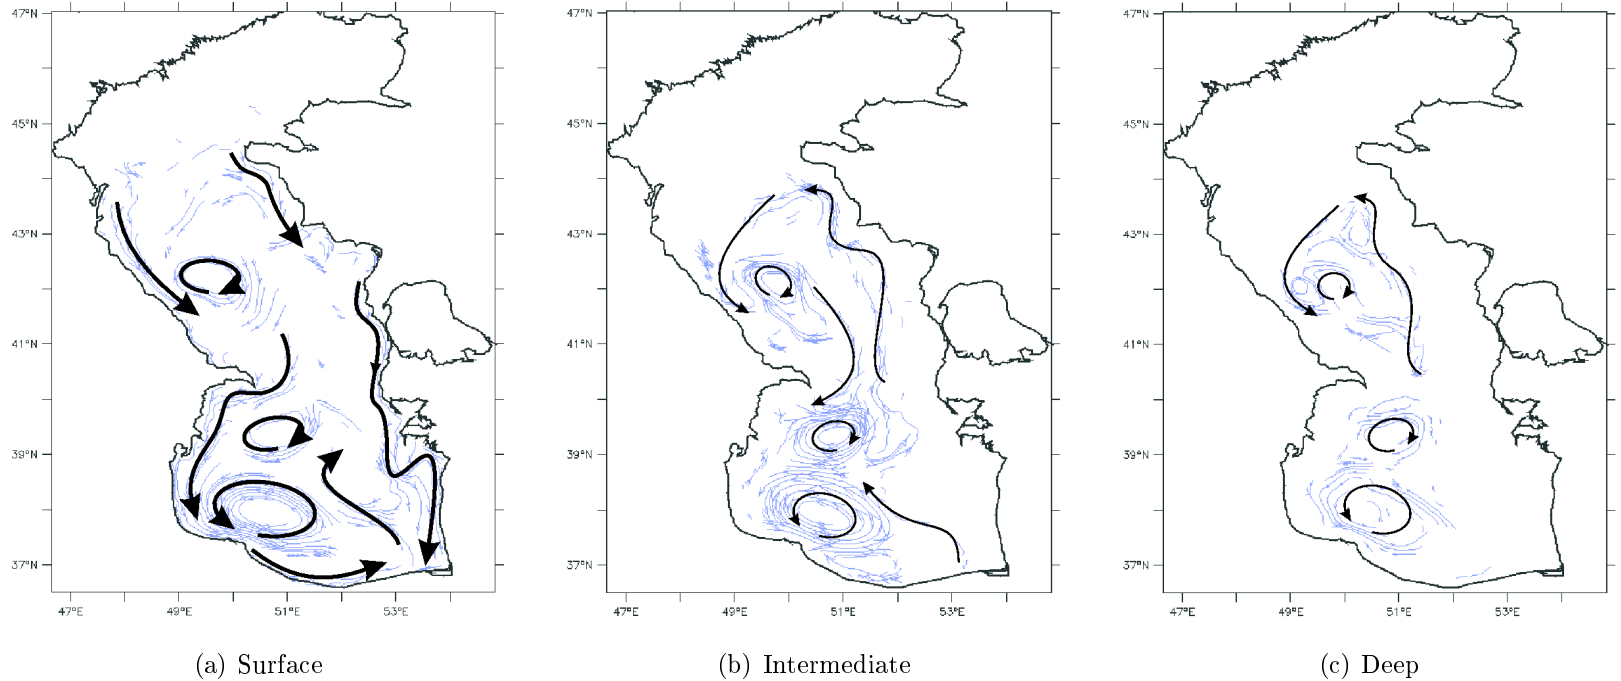 47°N 47°N 47°N
45°N 45°N 45°N
43°N 43°N 43°N
41°N 41°N 41°N
39°N 39°N 39°N
37°N 37°N 37°N
47°E 49°E 51°E 53°E 47°E 49°E 51°E 53°E 47°E 49°E 51°E 53°E
(a) Surface (b) Intermediate (c) Deep